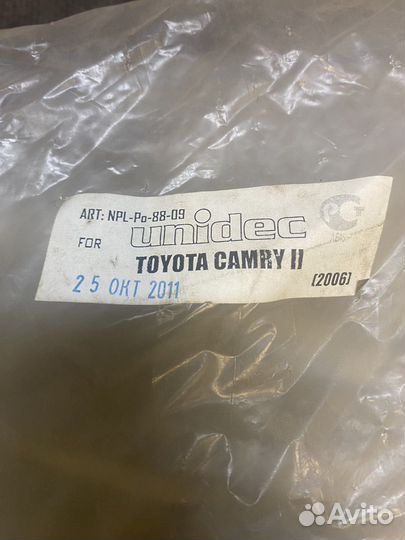 ART: NPL-Po-88-09
FOR unidec
TOYOTA CAMRY II
25 ОКТ 2011
[2006]
Avito